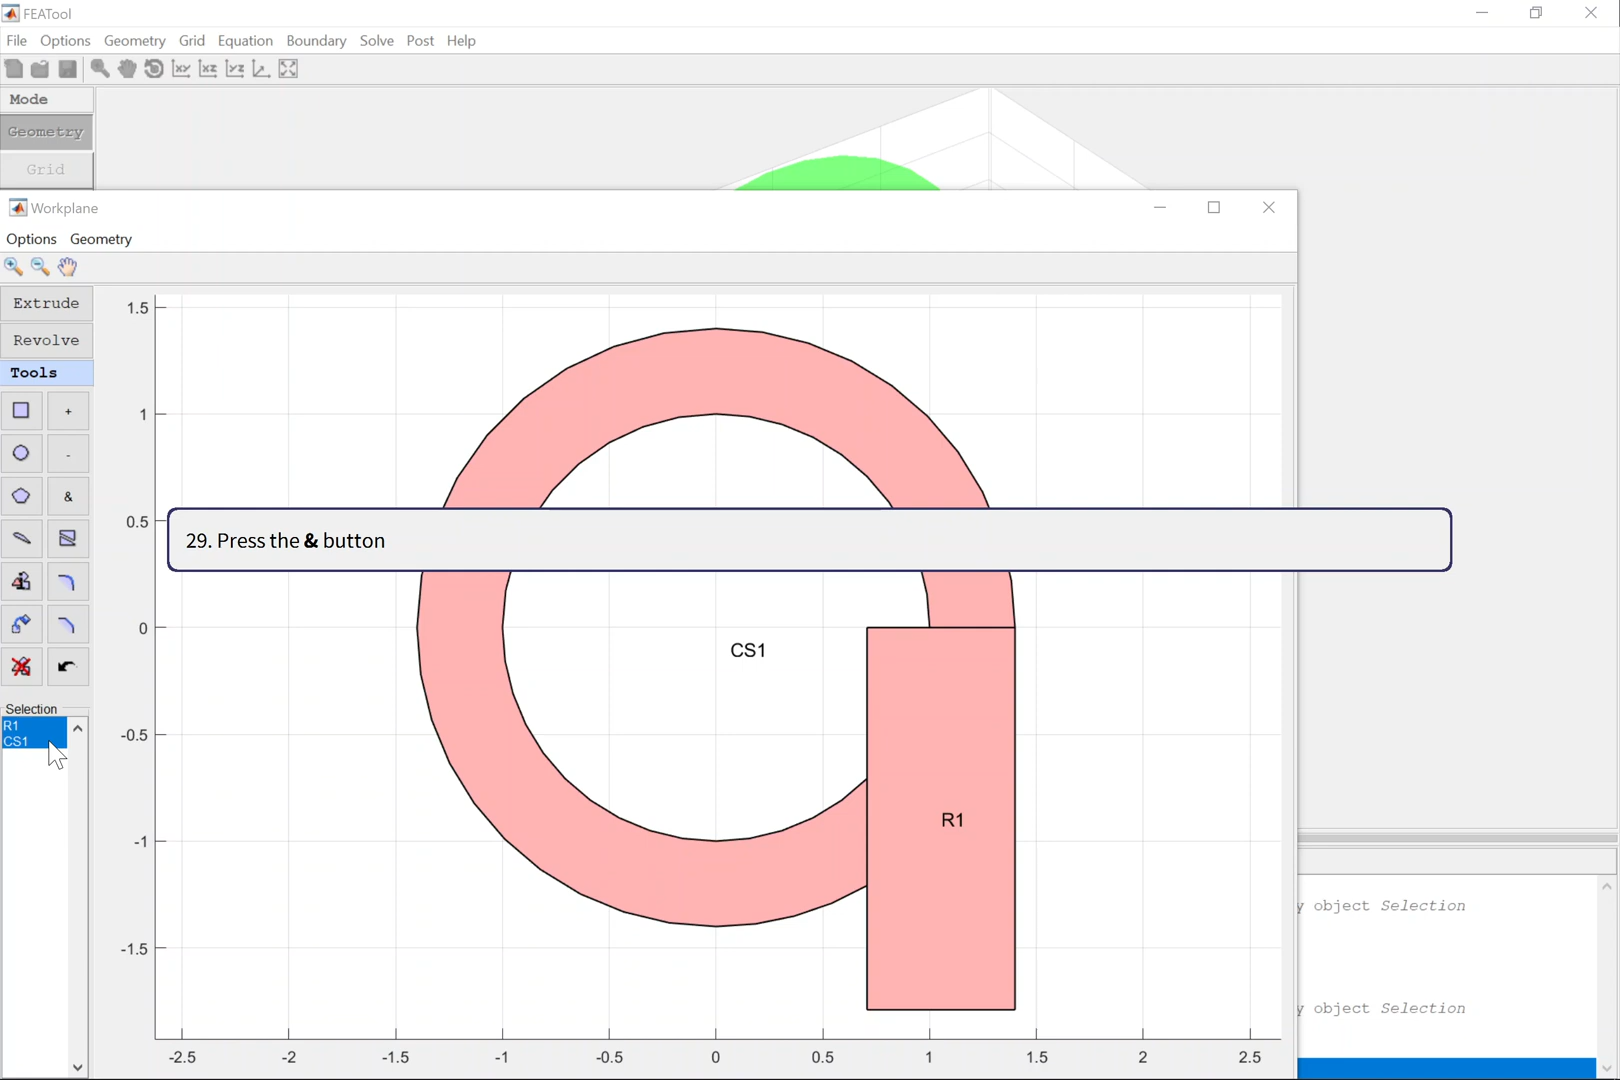 FEATool
File Options Geometry Grid Equation Boundary Solve Post Help
Mode
Geometry
Grid
Workplane
Options Geometry
Extrude
Revolve
Tools
+
-
&
Selection
R1
CS1
1.5
1
0.5
0
-0.5
-1
-1.5
29. Press the & button
CS1
R1
-2.5 -2 -1.5 -1 -0.5 0 0.5 1 1.5 2 2.5
y object Selection
y object Selection